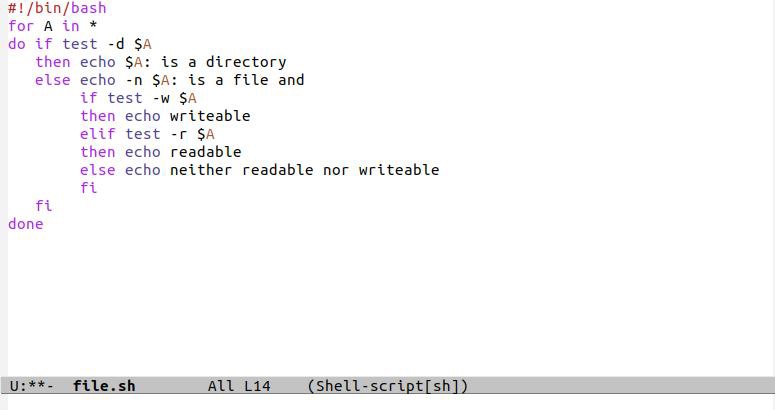 #!/bin/bash
for A in *
do if test -d $A
   then echo $A: is a directory
   else echo -n $A: is a file and
        if test -w $A
        then echo writeable
        elif test -r $A
        then echo readable
        else echo neither readable nor writeable
        fi
   fi
done
U:**-  file.sh        All L14    (Shell-script[sh])